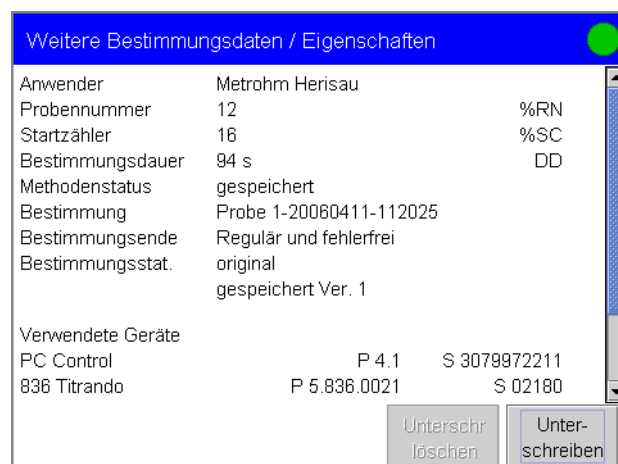 Weitere Bestimmungsdaten / Eigenschaften
Anwender Metrohm Herisau
Probennummer 12 %RN
Startzähler 16 %SC
Bestimmungsdauer 94 s DD
Methodenstatus gespeichert
Bestimmung Probe 1-20060411-112025
Bestimmungsende Regulär und fehlerfrei
Bestimmungsstat. original
gespeichert Ver. 1
Verwendete Geräte
PC Control P 4.1 S 3079972211
836 Titrando P 5.836.0021 S 02180
Unterschr
löschen
Unter-
schreiben